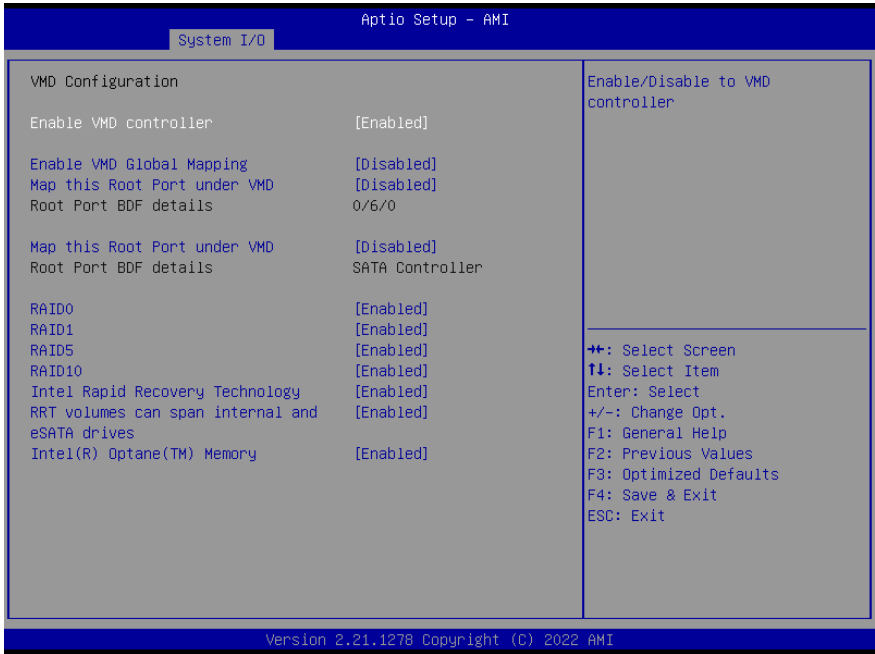 Aptio Setup – AMI
System I/O
VMD Configuration
Enable VMD controller [Enabled]
Enable VMD Global Mapping [Disabled]
Map this Root Port under VMD [Disabled]
Root Port BDF details 0/6/0
Map this Root Port under VMD [Disabled]
Root Port BDF details SATA Controller
RAID0 [Enabled]
RAID1 [Enabled]
RAID5 [Enabled]
RAID10 [Enabled]
Intel Rapid Recovery Technology [Enabled]
RRT volumes can span internal and [Enabled]
eSATA drives
Intel(R) Optane(TM) Memory [Enabled]
Enable/Disable to VMD
controller
→←: Select Screen
↑↓: Select Item
Enter: Select
+/-: Change Opt.
F1: General Help
F2: Previous Values
F3: Optimized Defaults
F4: Save & Exit
ESC: Exit
Version 2.21.1278 Copyright (C) 2022 AMI